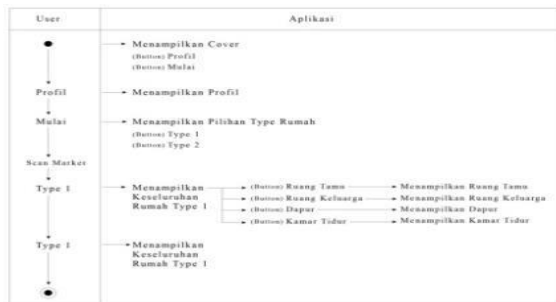 User
Aplikasi
Menampilkan Cover
(Button) Profil
(Button) Mulai
Profil
Menampilkan Profil
Mulai
Menampilkan Pilihan Type Rumah
(Button) Type 1
(Button) Type 2
Scan Market
Type 1
Menampilkan
Keseluruhan
Rumah Type 1
(Button) Ruang Tamu
Menampilkan Ruang Tamu
(Button) Ruang Keluarga
Menampilkan Ruang Keluarga
(Button) Dapur
Menampilkan Dapur
(Button) Kamar Tidur
Menampilkan Kamar Tidur
Type 1
Menampilkan
Keseluruhan
Rumah Type 1